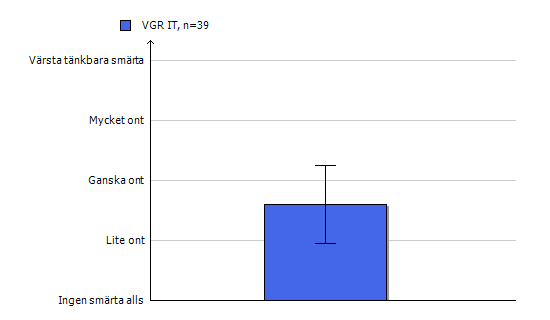 VGR IT, n=39
Värsta tänkbara smärta
Mycket ont
Ganska ont
Lite ont
Ingen smärta alls